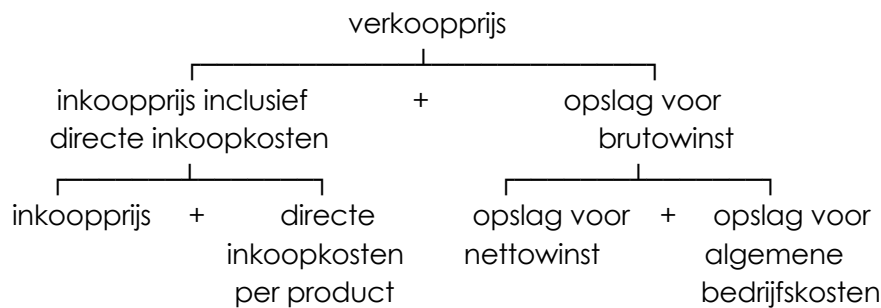 verkoopprijs
inkoopprijs inclusief + opslag voor
directe inkoopkosten brutowinst
inkoopprijs + directe opslag voor + opslag voor
inkoopkosten nettowinst algemene
per product bedrijfskosten